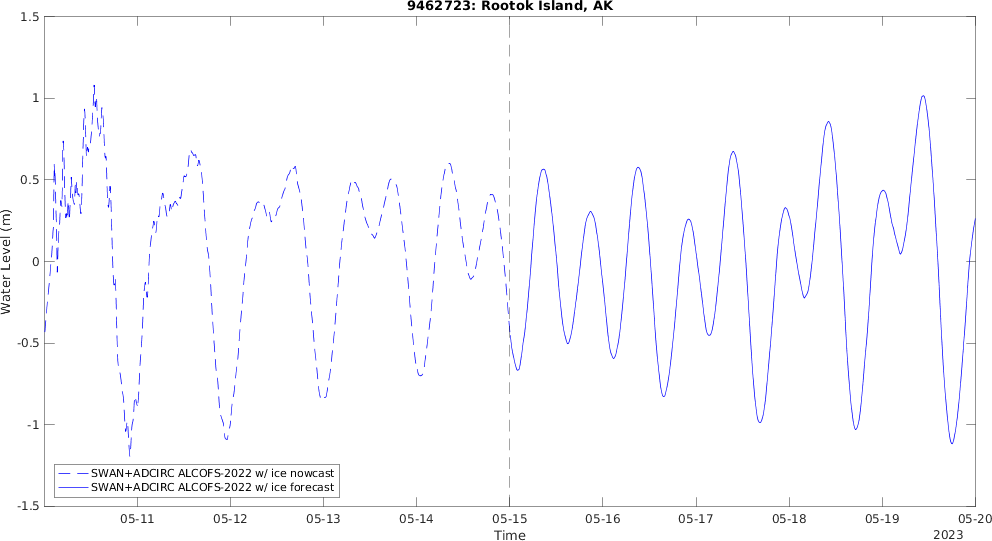 9462723: Rootok Island, AK
1.5
1
0.5
0
-0.5
-1
-1.5
Water Level (m)
SWAN+ADCIRC ALCOFS-2022 w/ ice nowcast
SWAN+ADCIRC ALCOFS-2022 w/ ice forecast
05-11 05-12 05-13 05-14 05-15 05-16 05-17 05-18 05-19 05-20
Time
2023